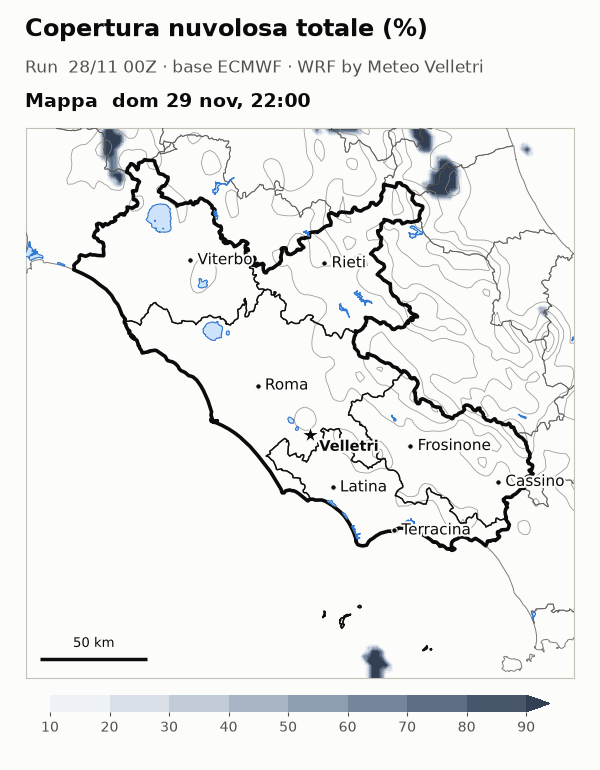 Copertura nuvolosa totale (%)
Run  28/11 00Z · base ECMWF · WRF by Meteo Velletri
Mappa  dom 29 nov, 22:00
Viterbo
Rieti
Roma
Velletri
Frosinone
Latina
Cassino
Terracina
50 km
10 20 30 40 50 60 70 80 90